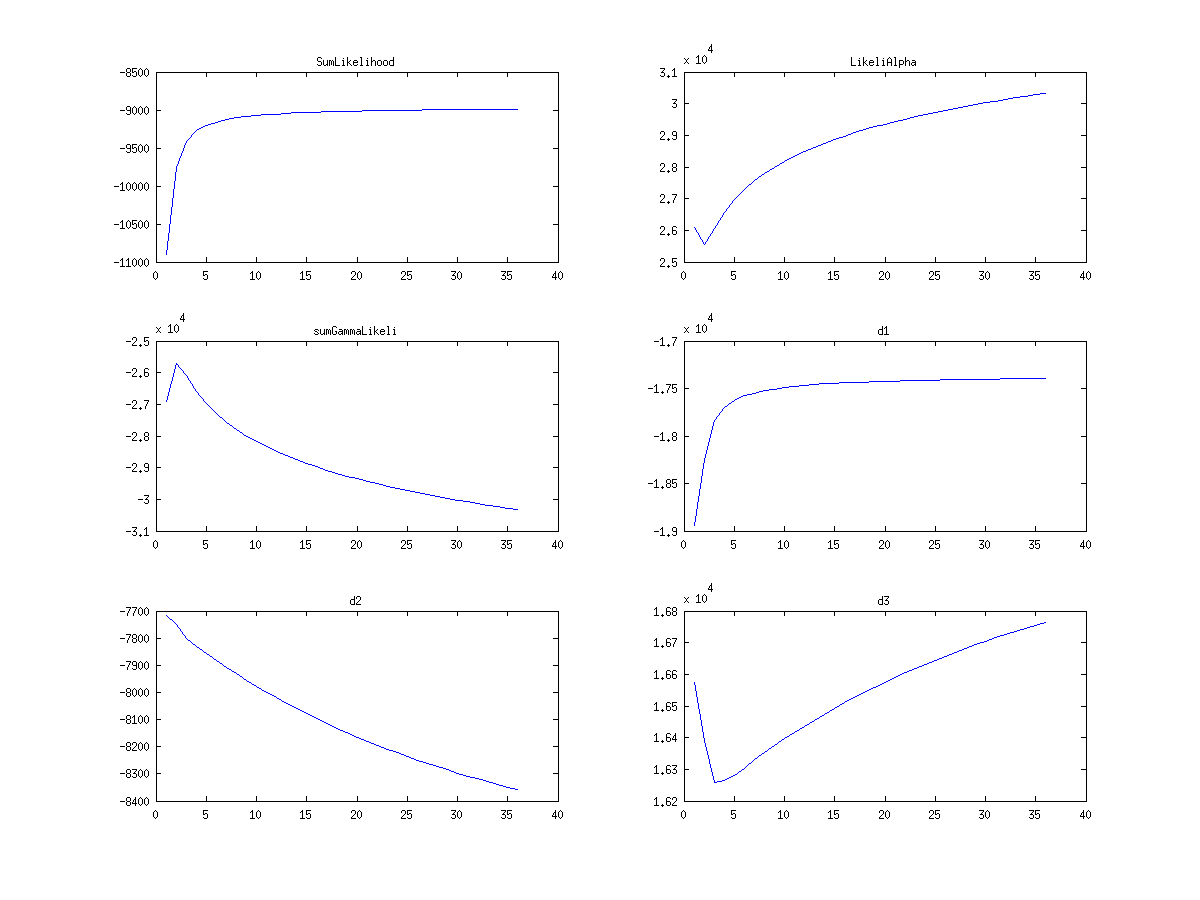 SumLikelihood
-8500
-9000
-9500
-10000
-10500
-11000
0 5 10 15 20 25 30 35 40
LikeliAlpha
x 10 4
3.1
3
2.9
2.8
2.7
2.6
2.5
0 5 10 15 20 25 30 35 40
sumGammaLikeli
x 10 4
-2.5
-2.6
-2.7
-2.8
-2.9
-3
-3.1
0 5 10 15 20 25 30 35 40
d1
x 10 4
-1.7
-1.75
-1.8
-1.85
-1.9
0 5 10 15 20 25 30 35 40
d2
-7700
-7800
-7900
-8000
-8100
-8200
-8300
-8400
0 5 10 15 20 25 30 35 40
d3
x 10 4
1.68
1.67
1.66
1.65
1.64
1.63
1.62
0 5 10 15 20 25 30 35 40